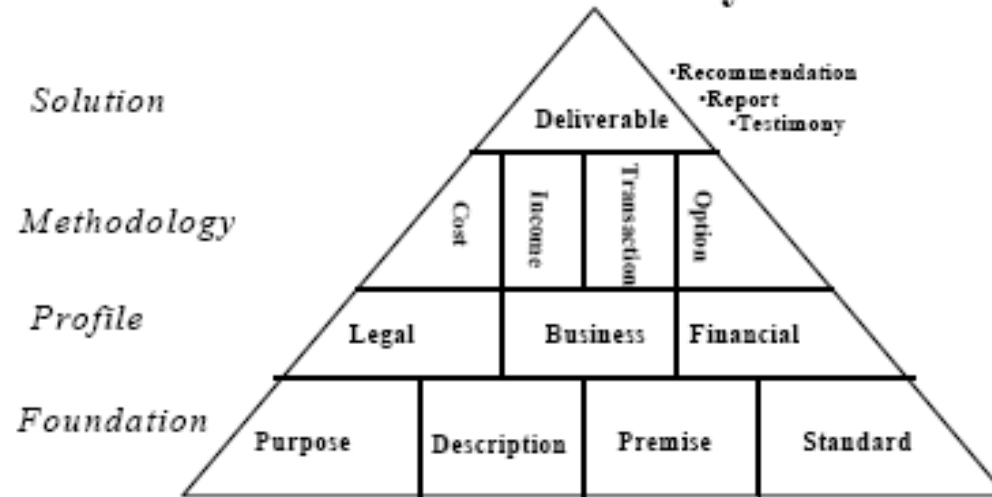 Solution
Deliverable
•Recommendation
•Report
•Testimony
Methodology
Cost
Income
Transaction
Option
Profile
Legal
Business
Financial
Foundation
Purpose
Description
Premise
Standard